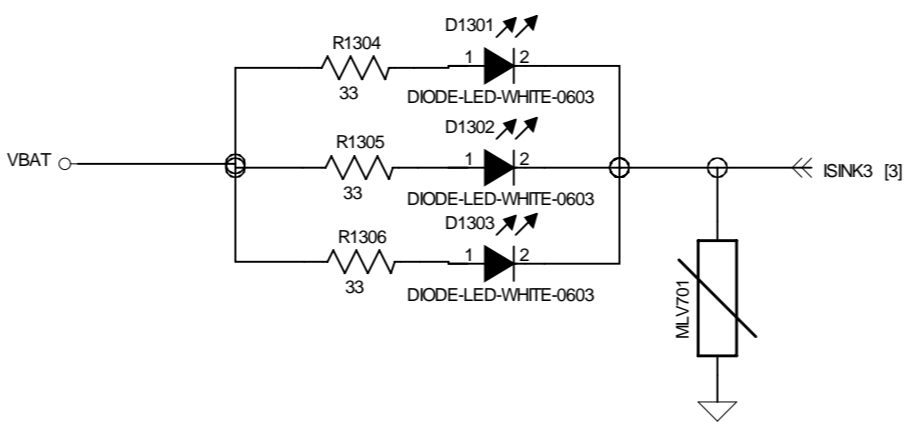 D1301
R1304
1 2
33
DIODE-LED-WHITE-0603
D1302
R1305
VBAT
1 2
ISINK3 [3]
33
DIODE-LED-WHITE-0603
D1303
R1306
1 2
33
DIODE-LED-WHITE-0603
MLV701